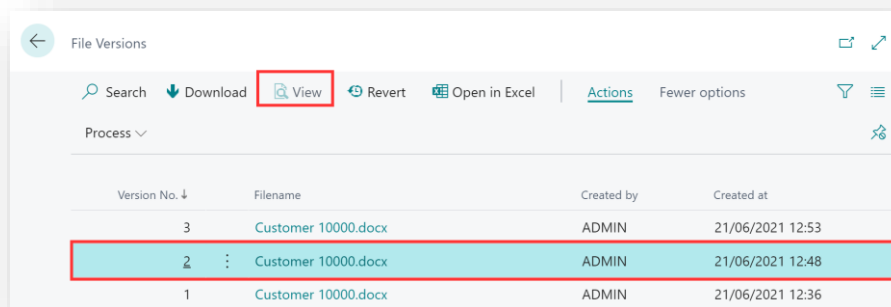 File Versions
Search Download View Revert Open in Excel Actions Fewer options
Process
Version No.↓ Filename Created by Created at
3 Customer 10000.docx ADMIN 21/06/2021 12:53
2 Customer 10000.docx ADMIN 21/06/2021 12:48
1 Customer 10000.docx ADMIN 21/06/2021 12:36